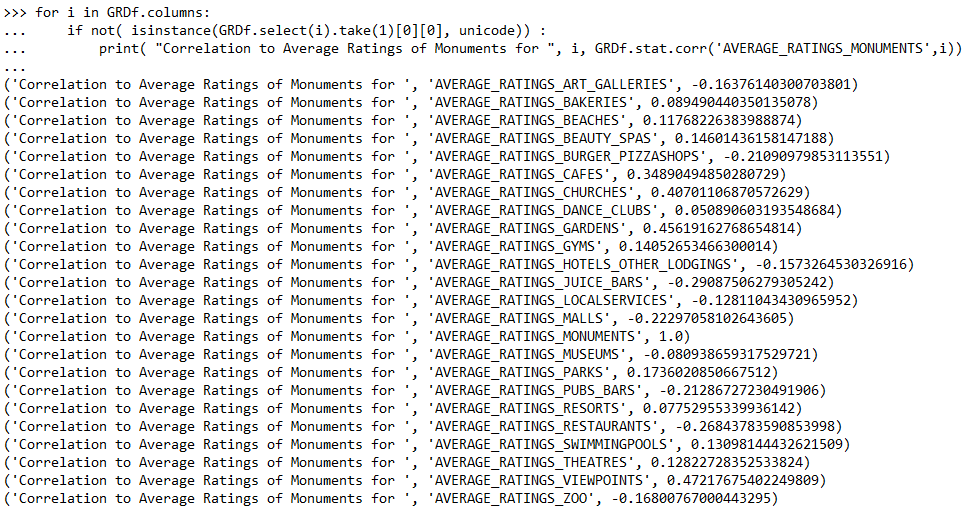 >>> for i in GRDf.columns:
...     if not( isinstance(GRDf.select(i).take(1)[0][0], unicode)) :
...         print( "Correlation to Average Ratings of Monuments for ", i, GRDf.stat.corr('AVERAGE_RATINGS_MONUMENTS',i))
...
('Correlation to Average Ratings of Monuments for ', 'AVERAGE_RATINGS_ART_GALLERIES', -0.16376140300703801)
('Correlation to Average Ratings of Monuments for ', 'AVERAGE_RATINGS_BAKERIES', 0.089490440350135078)
('Correlation to Average Ratings of Monuments for ', 'AVERAGE_RATINGS_BEACHES', 0.11768226383988874)
('Correlation to Average Ratings of Monuments for ', 'AVERAGE_RATINGS_BEAUTY_SPAS', 0.14601436158147188)
('Correlation to Average Ratings of Monuments for ', 'AVERAGE_RATINGS_BURGER_PIZZASHOPS', -0.21090979853113551)
('Correlation to Average Ratings of Monuments for ', 'AVERAGE_RATINGS_CAFES', 0.34890494850280729)
('Correlation to Average Ratings of Monuments for ', 'AVERAGE_RATINGS_CHURCHES', 0.40701106870572629)
('Correlation to Average Ratings of Monuments for ', 'AVERAGE_RATINGS_DANCE_CLUBS', 0.050890603193548684)
('Correlation to Average Ratings of Monuments for ', 'AVERAGE_RATINGS_GARDENS', 0.45619162768654814)
('Correlation to Average Ratings of Monuments for ', 'AVERAGE_RATINGS_GYMS', 0.14052653466300014)
('Correlation to Average Ratings of Monuments for ', 'AVERAGE_RATINGS_HOTELS_OTHER_LODGINGS', -0.1573264530326916)
('Correlation to Average Ratings of Monuments for ', 'AVERAGE_RATINGS_JUICE_BARS', -0.29087506279305242)
('Correlation to Average Ratings of Monuments for ', 'AVERAGE_RATINGS_LOCALSERVICES', -0.12811043430965952)
('Correlation to Average Ratings of Monuments for ', 'AVERAGE_RATINGS_MALLS', -0.22297058102643605)
('Correlation to Average Ratings of Monuments for ', 'AVERAGE_RATINGS_MONUMENTS', 1.0)
('Correlation to Average Ratings of Monuments for ', 'AVERAGE_RATINGS_MUSEUMS', -0.080938659317529721)
('Correlation to Average Ratings of Monuments for ', 'AVERAGE_RATINGS_PARKS', 0.1736020850667512)
('Correlation to Average Ratings of Monuments for ', 'AVERAGE_RATINGS_PUBS_BARS', -0.21286727230491906)
('Correlation to Average Ratings of Monuments for ', 'AVERAGE_RATINGS_RESORTS', 0.07752955339936142)
('Correlation to Average Ratings of Monuments for ', 'AVERAGE_RATINGS_RESTAURANTS', -0.26843783590853998)
('Correlation to Average Ratings of Monuments for ', 'AVERAGE_RATINGS_SWIMMINGPOOLS', 0.13098144432621509)
('Correlation to Average Ratings of Monuments for ', 'AVERAGE_RATINGS_THEATRES', 0.12822728352533824)
('Correlation to Average Ratings of Monuments for ', 'AVERAGE_RATINGS_VIEWPOINTS', 0.47217675402249809)
('Correlation to Average Ratings of Monuments for ', 'AVERAGE_RATINGS_ZOO', -0.16800767000443295)